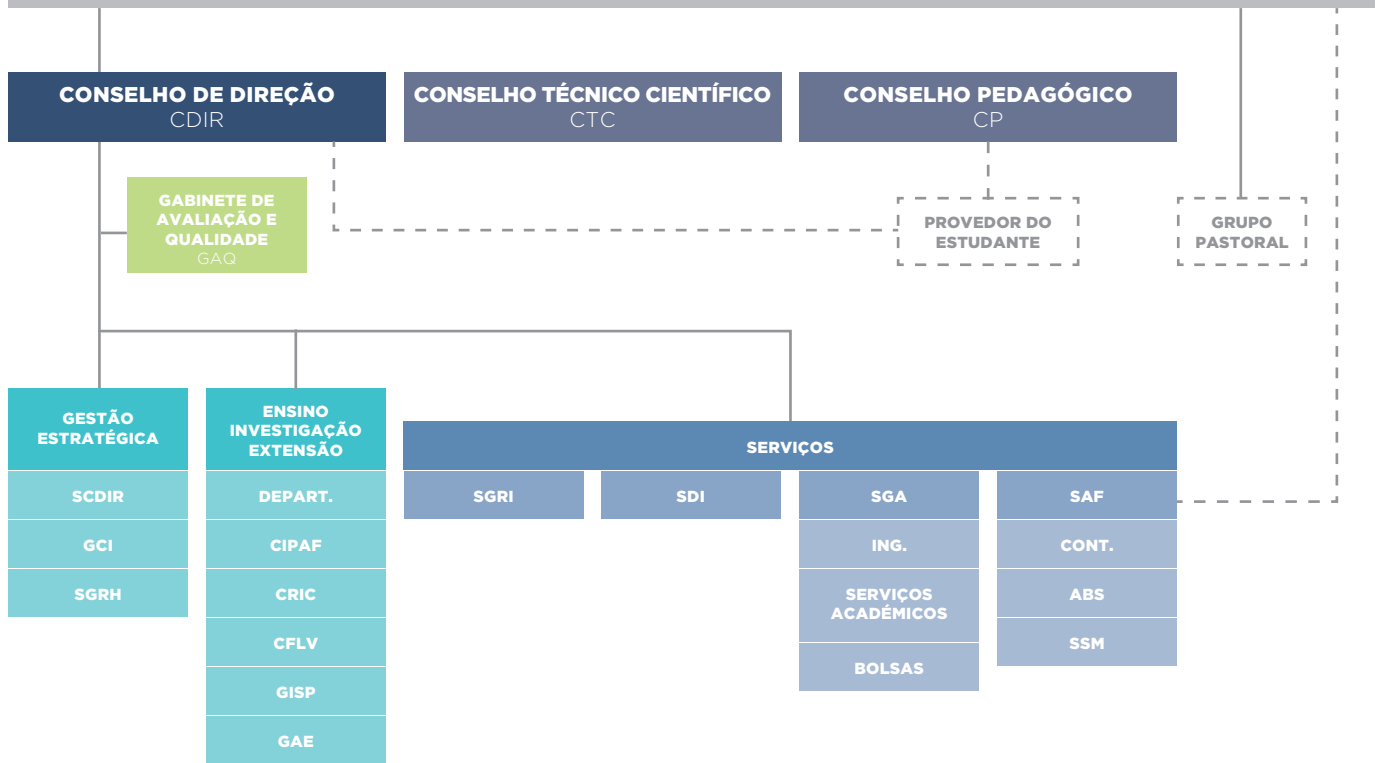 CONSELHO DE DIREÇÃO
CDIR
CONSELHO TÉCNICO CIENTÍFICO
CTC
CONSELHO PEDAGÓGICO
CP
GABINETE DE
AVALIAÇÃO E
QUALIDADE
GAQ
PROVEDOR DO
ESTUDANTE
GRUPO
PASTORAL
GESTÃO
ESTRATÉGICA
SCDIR
GCI
SGRH
ENSINO
INVESTIGAÇÃO
EXTENSÃO
DEPART.
CIPAF
CRIC
CFLV
GISP
GAE
SERVIÇOS
SGRI
SDI
SGA
ING.
SERVIÇOS
ACADÉMICOS
BOLSAS
SAF
CONT.
ABS
SSM